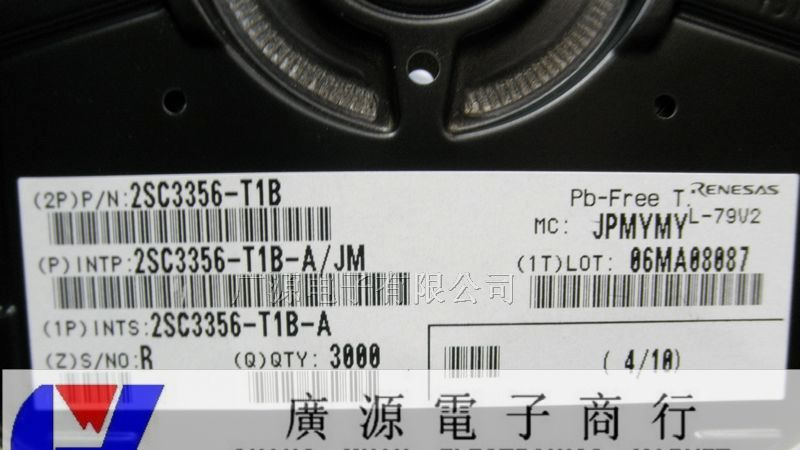 (2P)P/N:2SC3356-T1B
Pb-Free T. RENESAS
MC: JPMYMY L-79V2
(P)INTP:2SC3356-T1B-A/JM
(1T)LOT: 06MA08087
广源电子有限公司
(1P)INTS:2SC3356-T1B-A
(Z)S/NO:R (Q)QTY: 3000
(4/10)
廣源電子商行